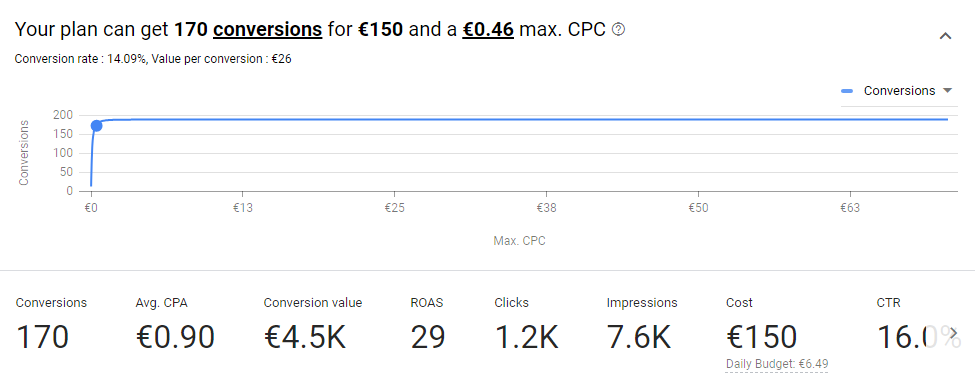 Your plan can get 170 conversions for €150 and a €0.46 max. CPC
Conversion rate : 14.09%, Value per conversion : €26
Conversions
200
150
100
50
0
Conversions
€0 €13 €25 €38 €50 €63
Max. CPC
Conversions Avg. CPA Conversion value ROAS Clicks Impressions Cost CTR
170 €0.90 €4.5K 29 1.2K 7.6K €150 16.0%
Daily Budget: €6.49